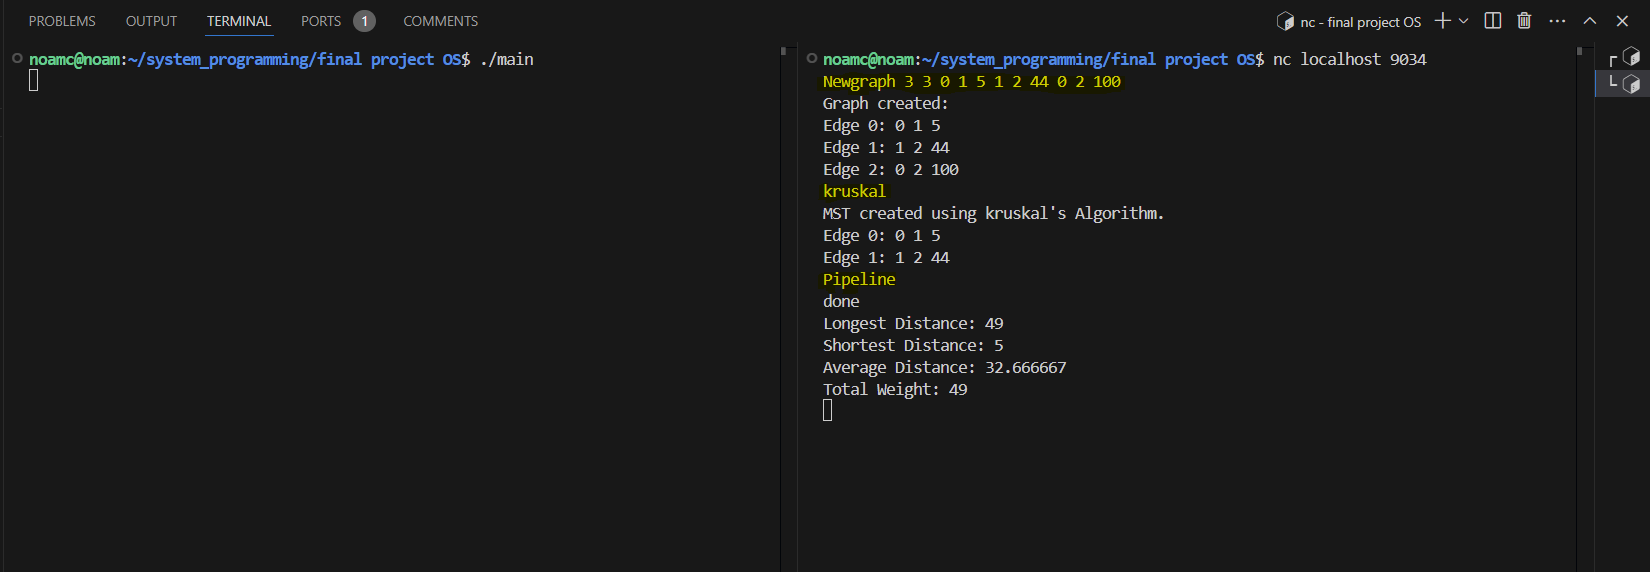 PROBLEMS OUTPUT TERMINAL PORTS 1 COMMENTS
nc - final project OS
noamc@noam:~/system_programming/final project OS$ ./main
noamc@noam:~/system_programming/final project OS$ nc localhost 9034
Newgraph 3 3 0 1 5 1 2 44 0 2 100
Graph created:
Edge 0: 0 1 5
Edge 1: 1 2 44
Edge 2: 0 2 100
kruskal
MST created using kruskal's Algorithm.
Edge 0: 0 1 5
Edge 1: 1 2 44
Pipeline
done
Longest Distance: 49
Shortest Distance: 5
Average Distance: 32.666667
Total Weight: 49